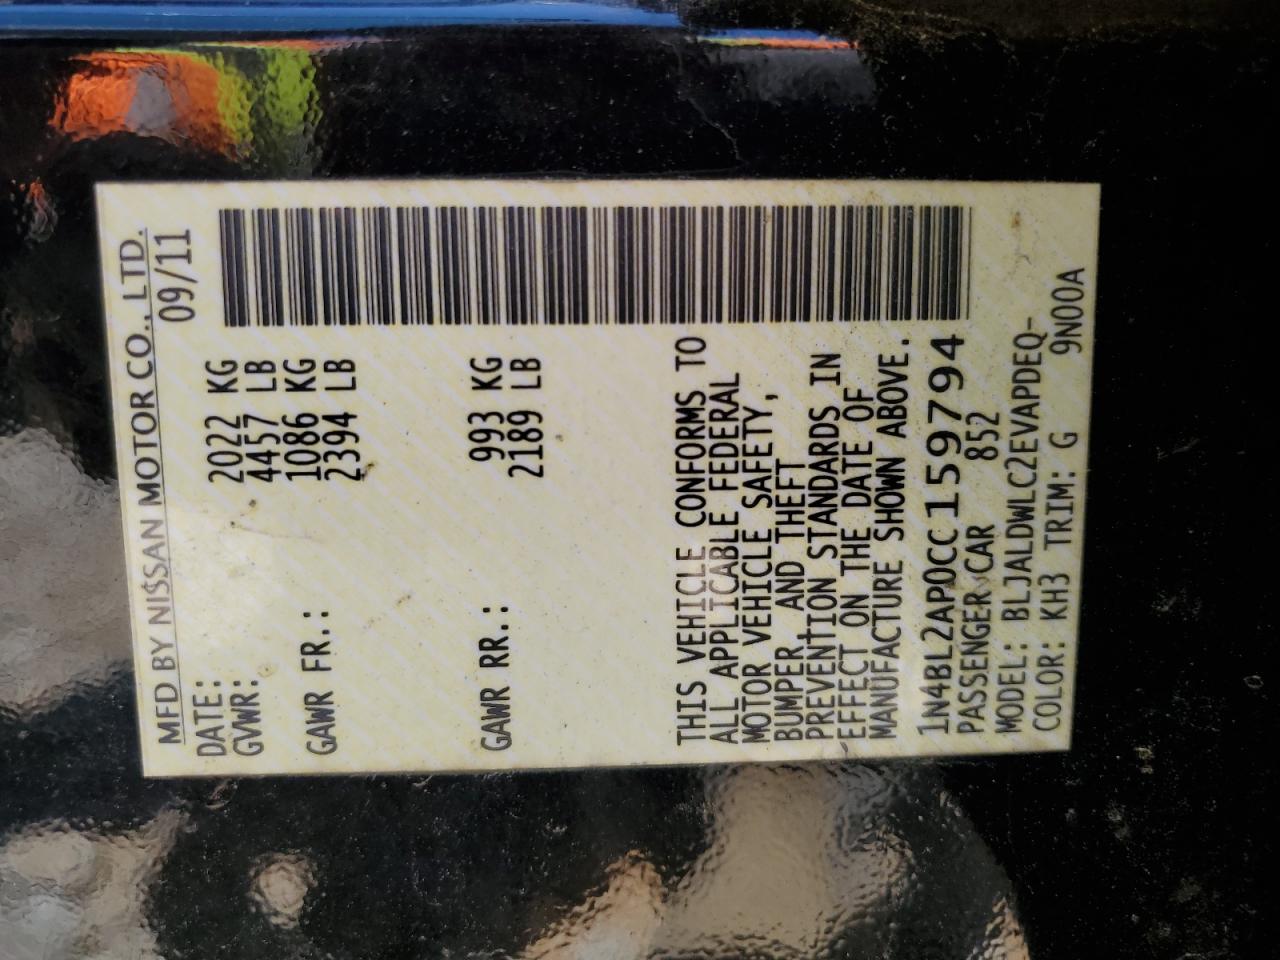 MFD BY NISSAN MOTOR CO., LTD.
DATE: 09/11
GVWR: 2022 KG
4457 LB
GAWR FR.: 1086 KG
2394 LB
GAWR RR.: 993 KG
2189 LB
THIS VEHICLE CONFORMS TO
ALL APPLICABLE FEDERAL
MOTOR VEHICLE SAFETY,
BUMPER AND THEFT
PREVENTION STANDARDS IN
EFFECT ON THE DATE OF
MANUFACTURE SHOWN ABOVE.
1N4BL2AP0CC159794
PASSENGER CAR 852
MODEL: BLJALDWLC2EVAPDEQ-
COLOR: KH3 TRIM: G 9N00A